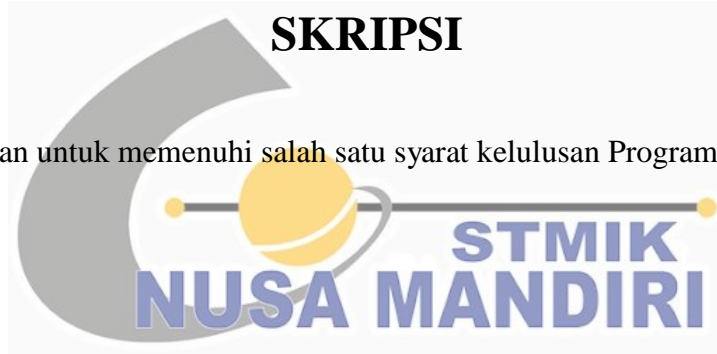 SKRIPSI
an untuk memenuhi salah satu syarat kelulusan Program
STMIK
NUSA MANDIRI